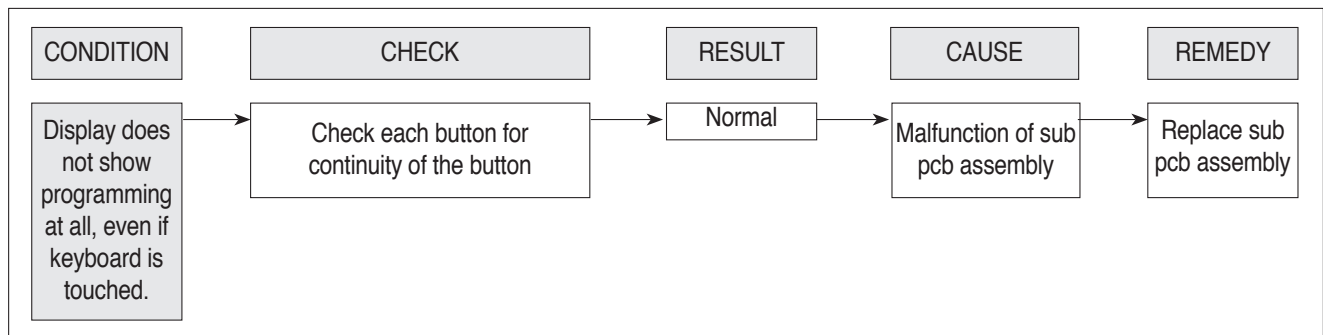 CONDITION
CHECK
RESULT
CAUSE
REMEDY
Display does
not show
programming
at all, even if
keyboard is
touched.
Check each button for
continuity of the button
Normal
Malfunction of sub
pcb assembly
Replace sub
pcb assembly